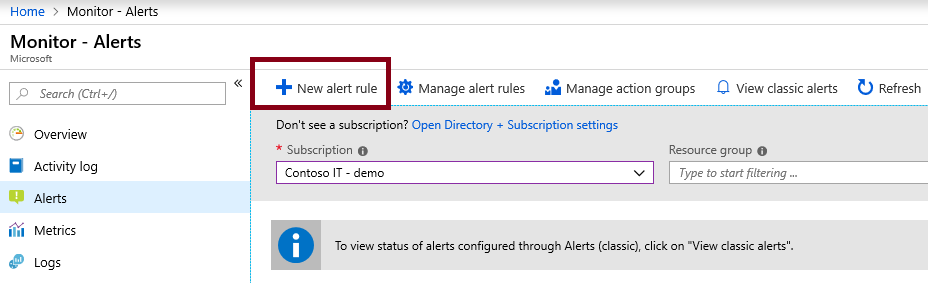 Home > Monitor - Alerts
Monitor - Alerts
Microsoft
Search (Ctrl+/)
Overview
Activity log
Alerts
Metrics
Logs
New alert rule
Manage alert rules
Manage action groups
View classic alerts
Refresh
Don't see a subscription? Open Directory + Subscription settings
* Subscription
Resource group
Contoso IT - demo
Type to start filtering ...
To view status of alerts configured through Alerts (classic), click on "View classic alerts".